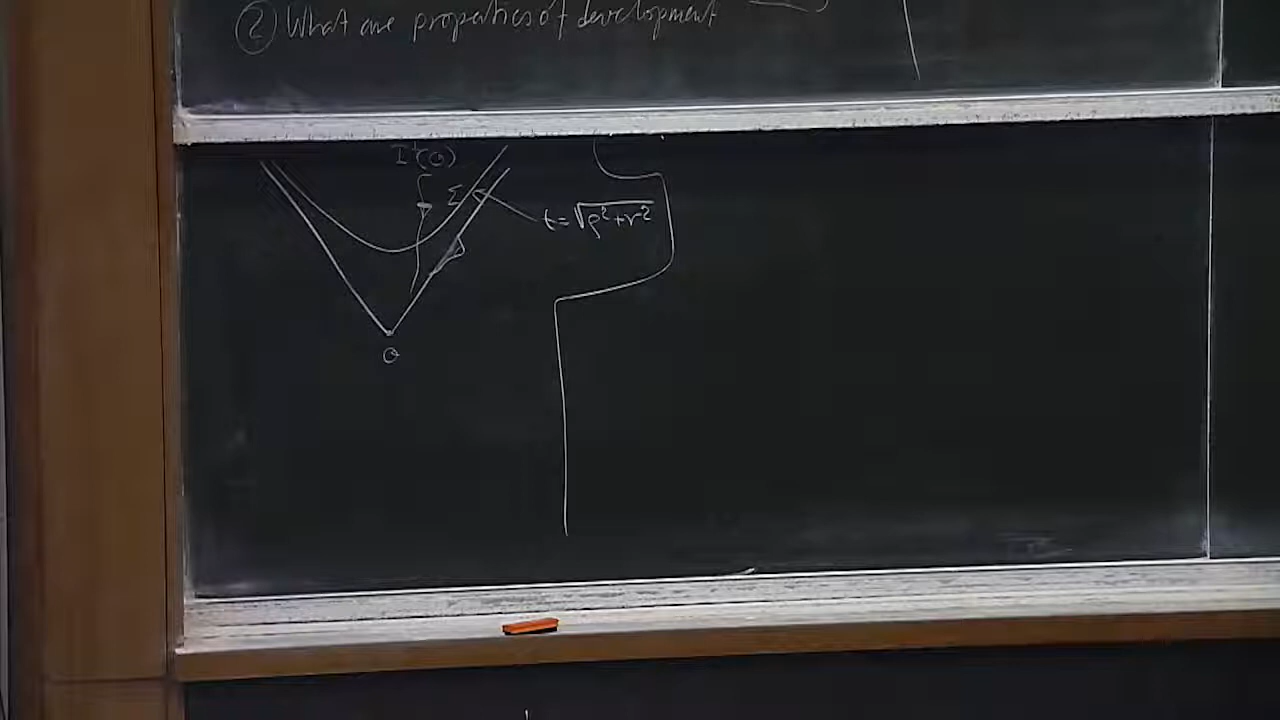 ② What are properties of development
I⁺(O)
Σ
t = √ρ²+r²
O